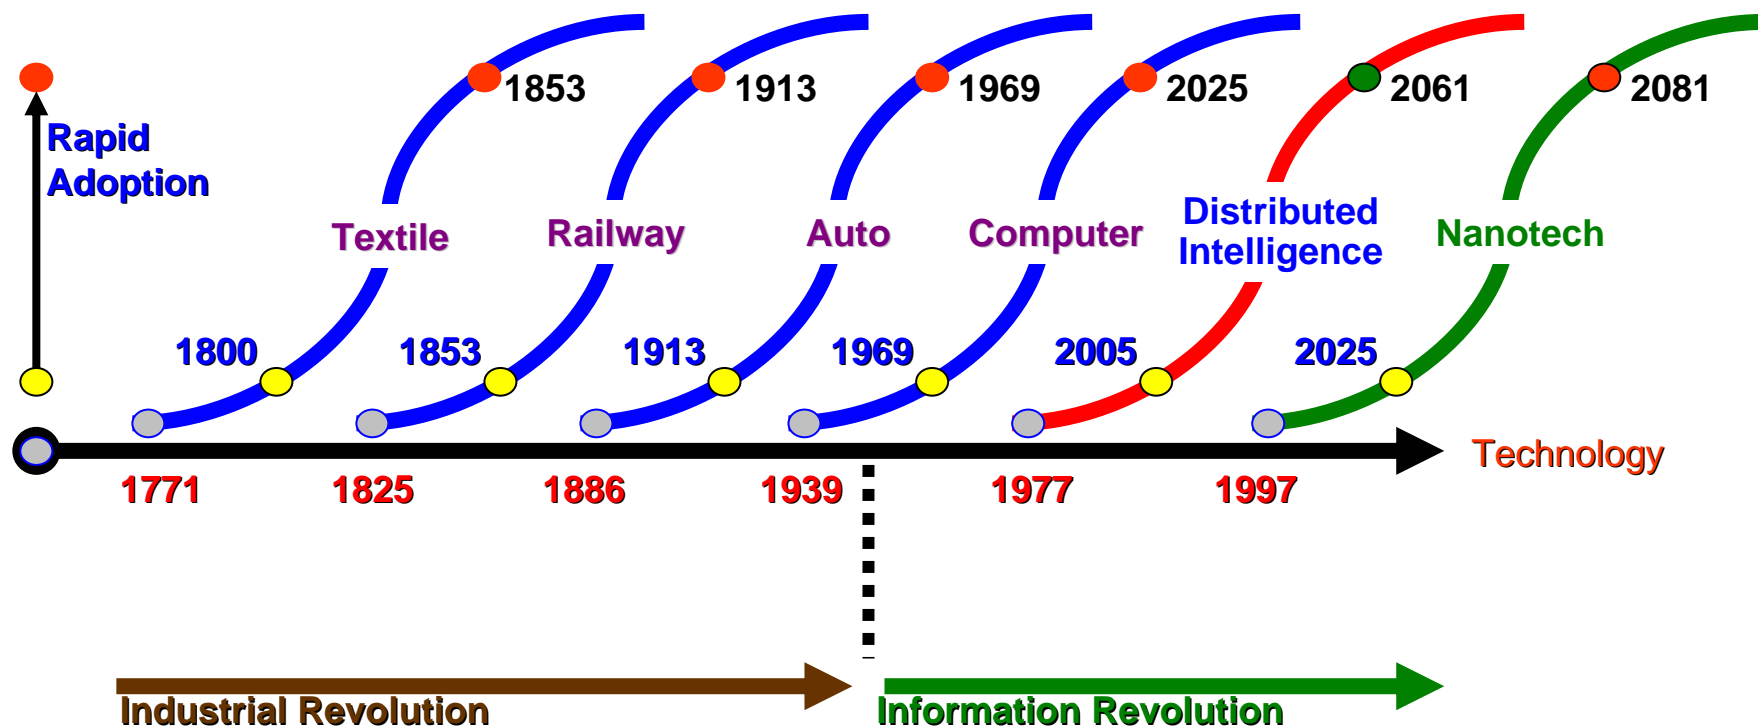 1853
1913
1969
2025
2061
2081
Rapid
Adoption
Textile
Railway
Auto
Computer
Distributed
Intelligence
Nanotech
1800
1853
1913
1969
2005
2025
Technology
1771
1825
1886
1939
1977
1997
Industrial Revolution
Information Revolution